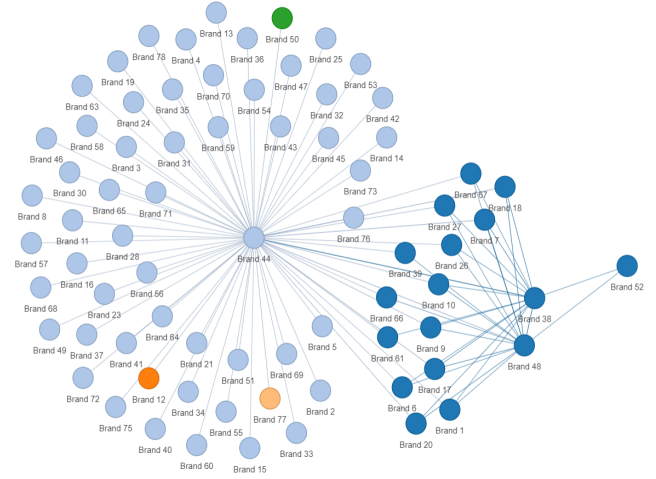 Brand 13
Brand 50
Brand 78
Brand 4
Brand 36
Brand 25
Brand 19
Brand 70
Brand 47
Brand 53
Brand 63
Brand 24
Brand 35
Brand 54
Brand 32
Brand 42
Brand 58
Brand 59
Brand 43
Brand 45
Brand 14
Brand 46
Brand 3
Brand 31
Brand 30
Brand 65
Brand 71
Brand 73
Brand 8
Brand 67
Brand 18
Brand 11
Brand 76
Brand 27
Brand 7
Brand 57
Brand 28
Brand 44
Brand 39
Brand 26
Brand 52
Brand 16
Brand 56
Brand 10
Brand 68
Brand 23
Brand 66
Brand 38
Brand 49
Brand 37
Brand 64
Brand 5
Brand 61
Brand 9
Brand 41
Brand 21
Brand 48
Brand 72
Brand 12
Brand 51
Brand 69
Brand 17
Brand 75
Brand 34
Brand 77
Brand 2
Brand 6
Brand 1
Brand 40
Brand 55
Brand 33
Brand 20
Brand 60
Brand 15